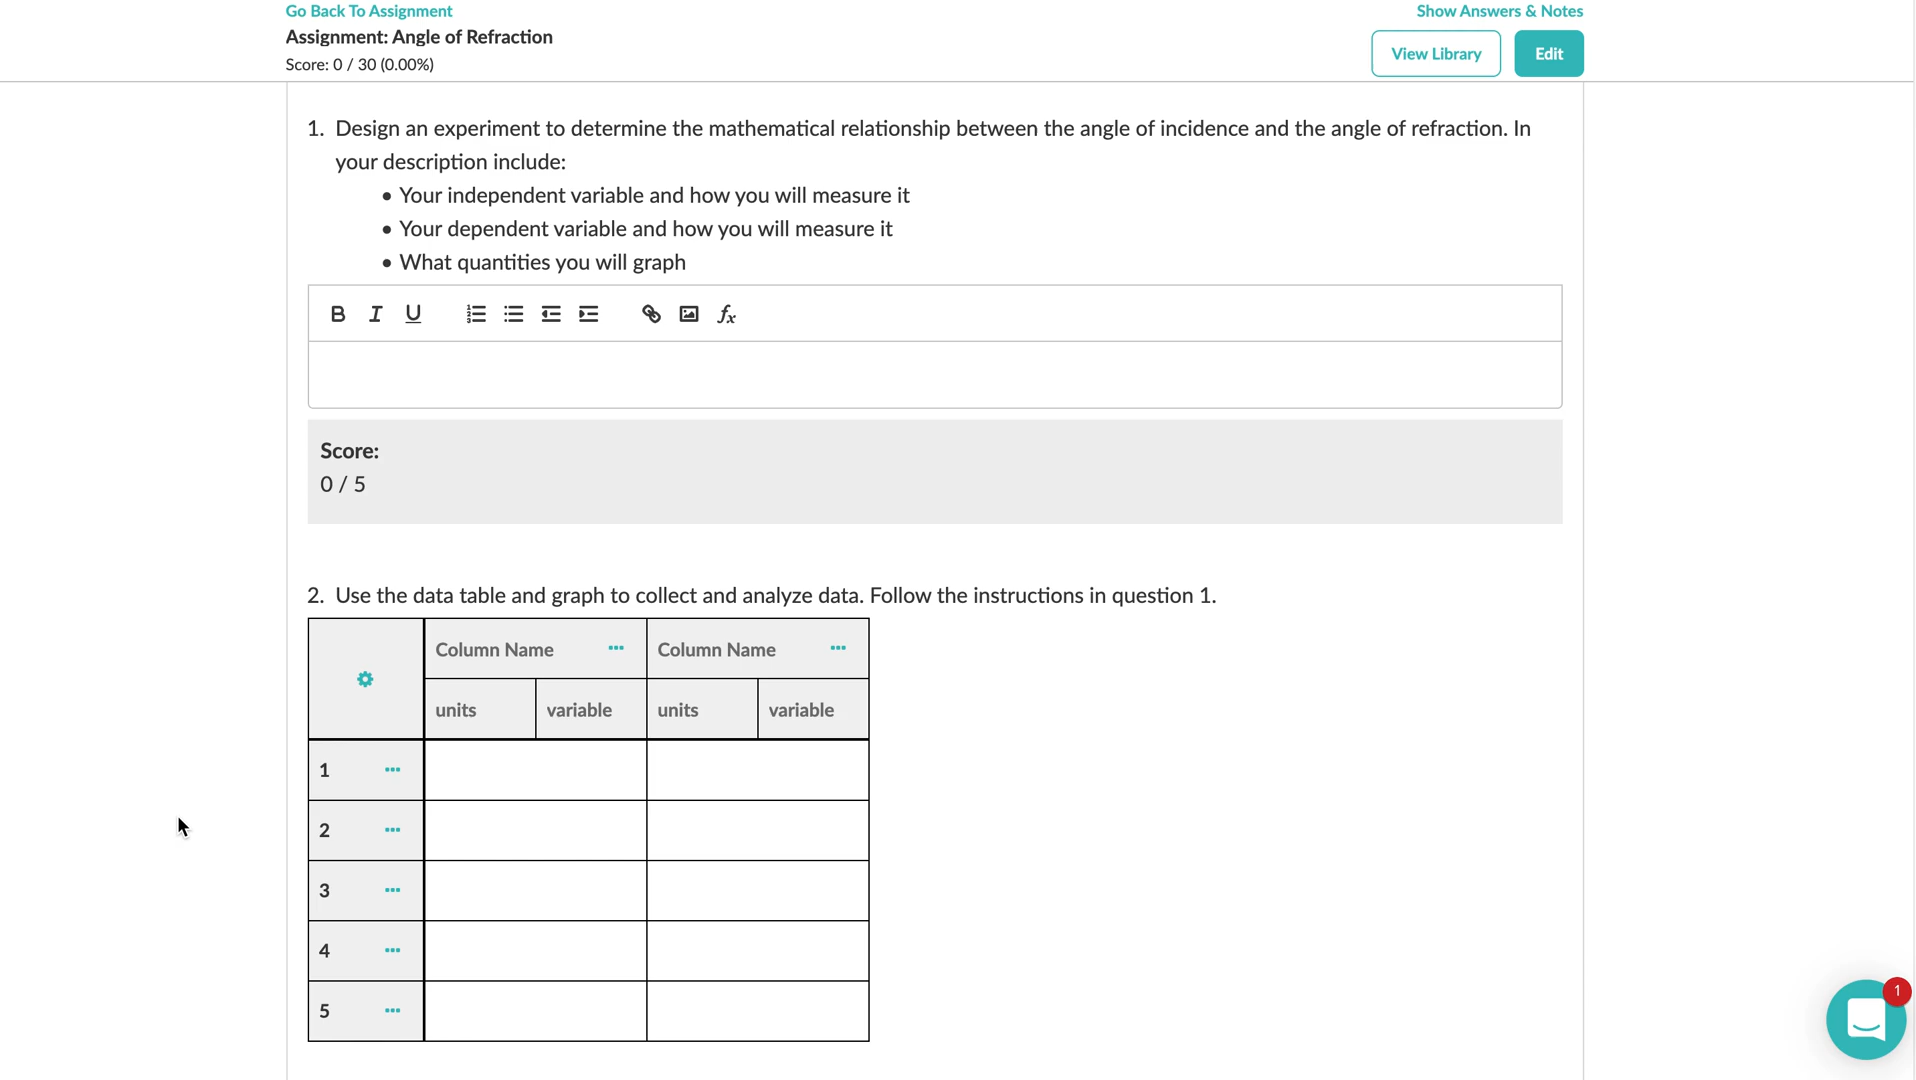 Go Back To Assignment
Show Answers & Notes
Assignment: Angle of Refraction
Score: 0 / 30 (0.00%)
View Library
Edit
1. Design an experiment to determine the mathematical relationship between the angle of incidence and the angle of refraction. In
your description include:
• Your independent variable and how you will measure it
• Your dependent variable and how you will measure it
• What quantities you will graph
B I U fx
Score:
0 / 5
2. Use the data table and graph to collect and analyze data. Follow the instructions in question 1.
Column Name ··· Column Name ···
units variable units variable
1 ···
2 ···
3 ···
4 ···
5 ···
1